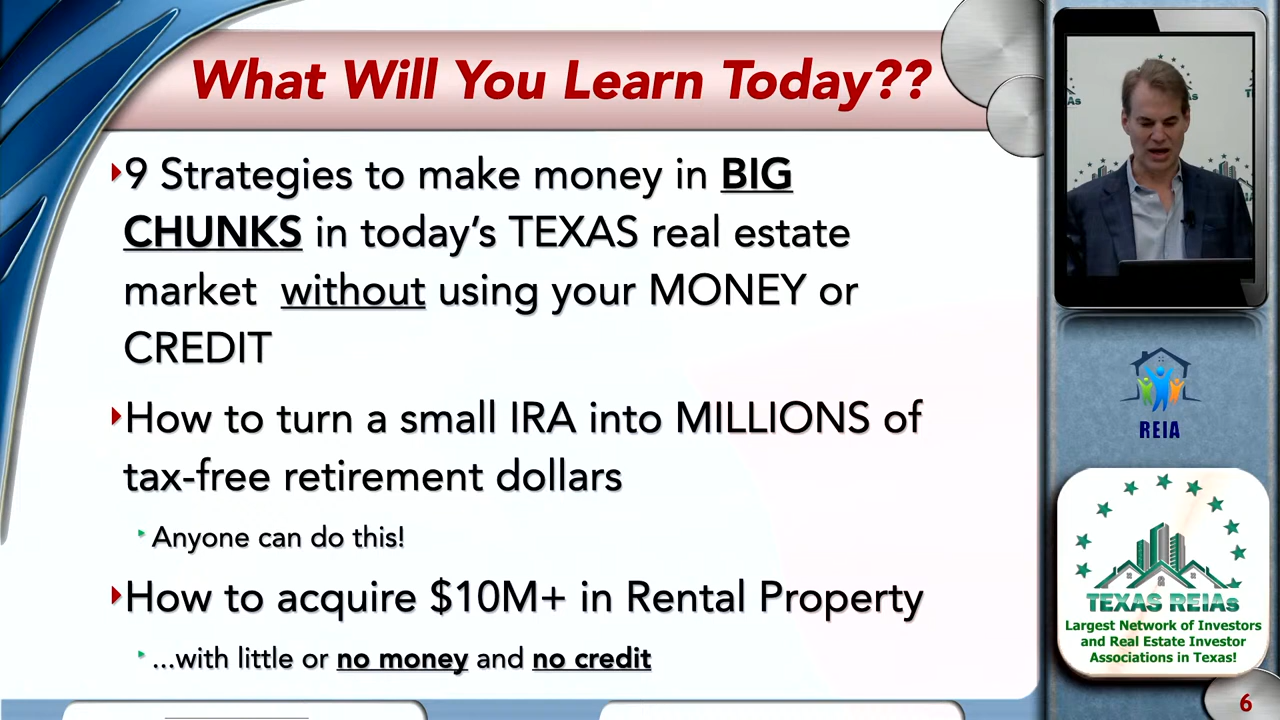 What Will You Learn Today??
9 Strategies to make money in BIG
CHUNKS in today's TEXAS real estate
market without using your MONEY or
CREDIT
How to turn a small IRA into MILLIONS of
tax-free retirement dollars
Anyone can do this!
How to acquire $10M+ in Rental Property
...with little or no money and no credit
As
TE
REIA
TEXAS REIAs
Largest Network of Investors
and Real Estate Investor
Associations in Texas!
6